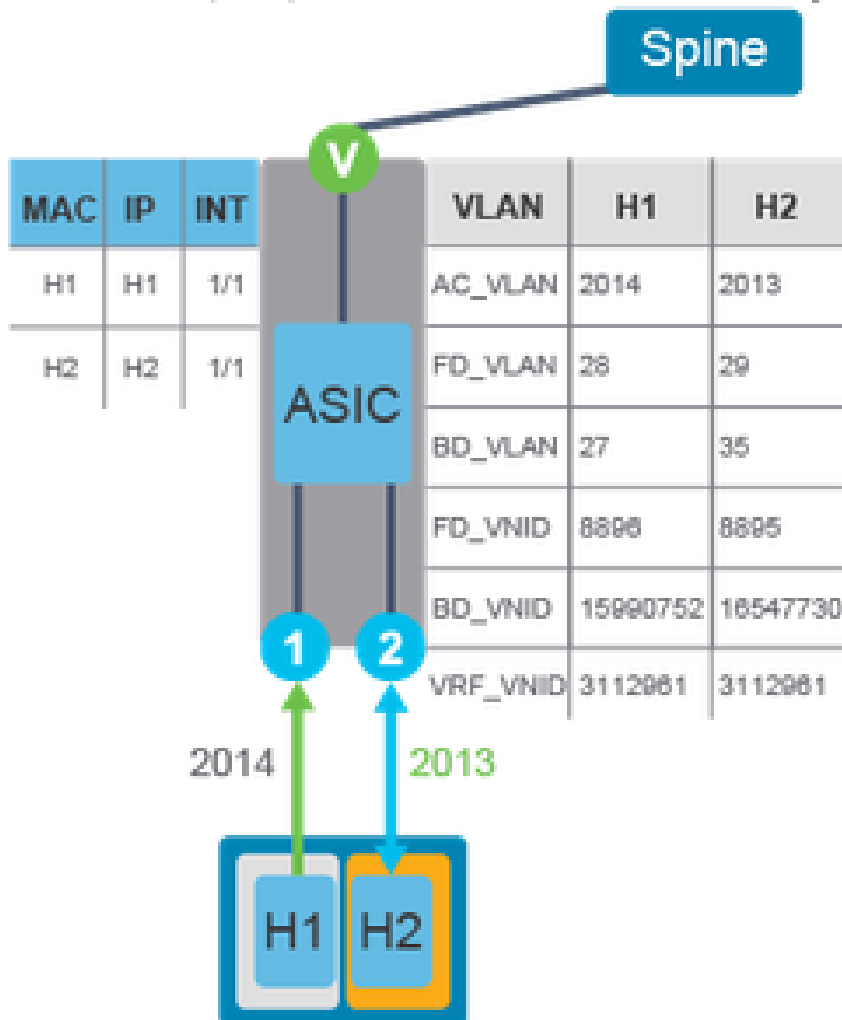 Spine
V
MAC IP INT
H1 H1 1/1
H2 H2 1/1
VLAN H1 H2
AC_VLAN 2014 2013
FD_VLAN 28 29
BD_VLAN 27 35
FD_VNID 8896 8895
BD_VNID 15990752 16547730
VRF_VNID 3112961 3112961
ASIC
1 2
2014 2013
H1 H2